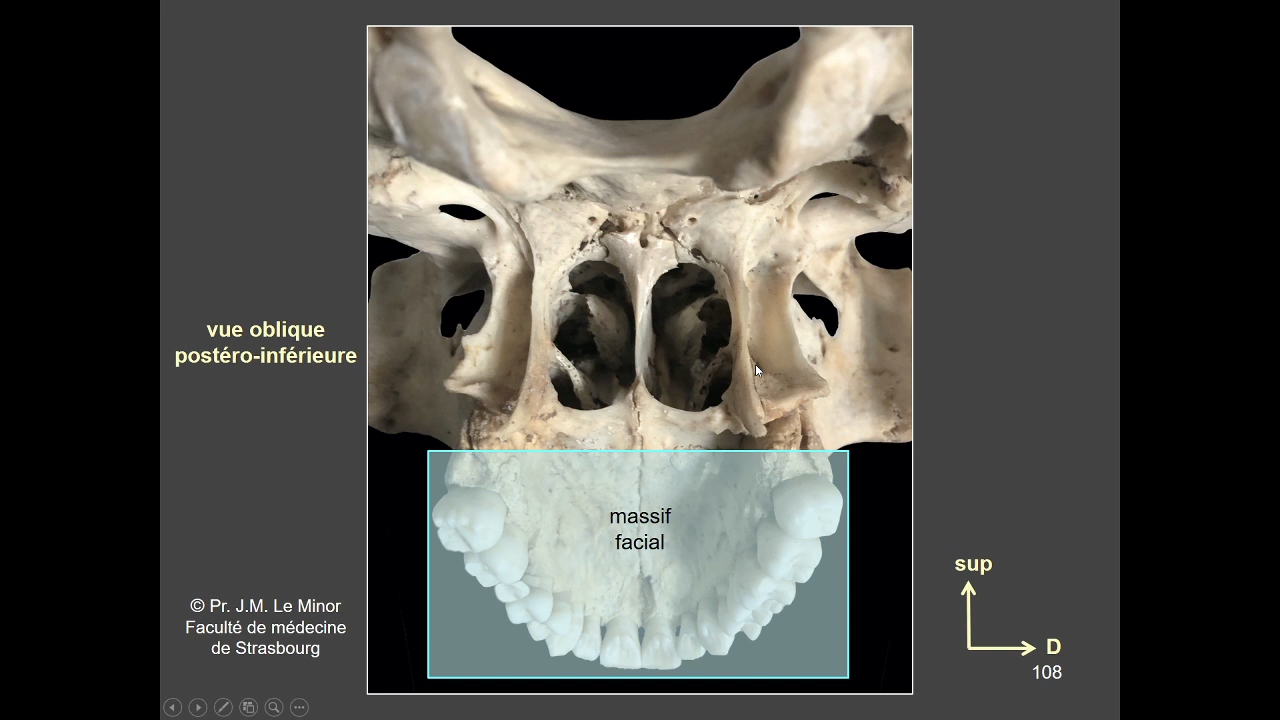 vue oblique
postéro-inférieure
massif
facial
© Pr. J.M. Le Minor
Faculté de médecine
de Strasbourg
sup
D
108